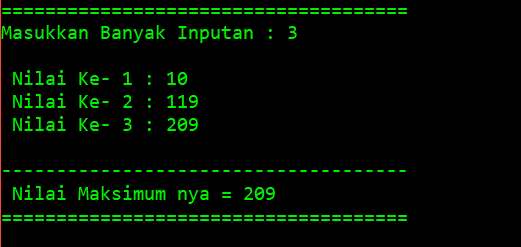 =====================================
Masukkan Banyak Inputan : 3
Nilai Ke- 1 : 10
Nilai Ke- 2 : 119
Nilai Ke- 3 : 209
-------------------------------------
Nilai Maksimum nya = 209
=====================================